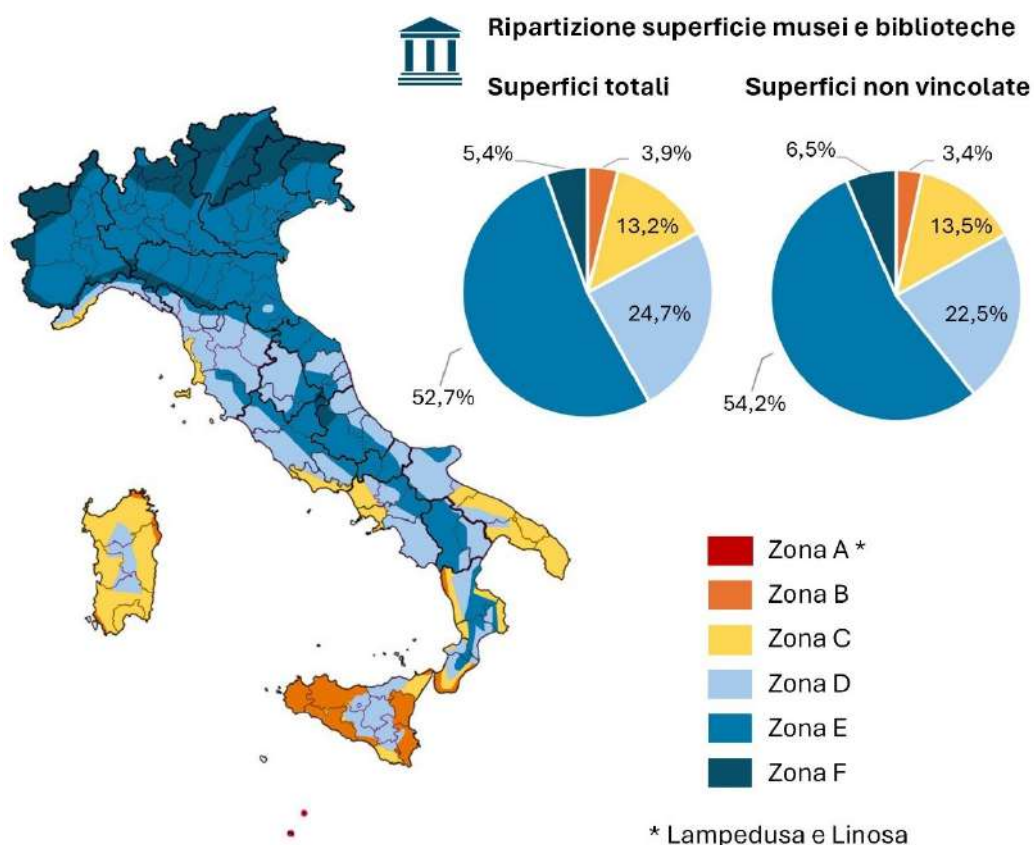 Ripartizione superficie musei e biblioteche
Superfici totali
Superfici non vincolate
5,4%
3,9%
13,2%
24,7%
52,7%
6,5%
3,4%
13,5%
22,5%
54,2%
Zona A *
Zona B
Zona C
Zona D
Zona E
Zona F
* Lampedusa e Linosa